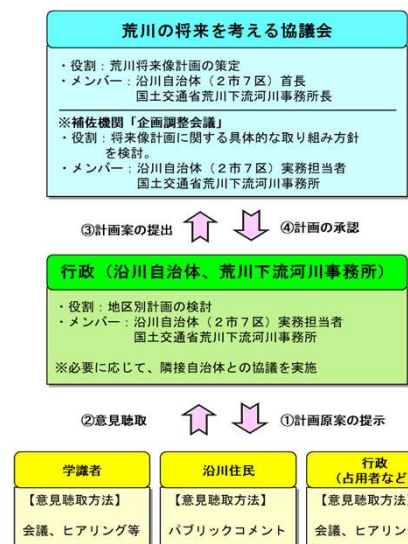 荒川の将来を考える協議会
・役割：荒川将来像計画の策定
・メンバー：沿川自治体（２市７区）首長
国土交通省荒川下流河川事務所長
※補佐機関「企画調整会議」
・役割：将来像計画に関する具体的な取り組み方針
を検討。
・メンバー：沿川自治体（２市７区）実務担当者
国土交通省荒川下流河川事務所
③計画案の提出
④計画の承認
行政（沿川自治体、荒川下流河川事務所）
・役割：地区別計画の検討
・メンバー：沿川自治体（２市７区）実務担当者
国土交通省荒川下流河川事務所
※必要に応じて、隣接自治体との協議を実施
②意見聴取
①計画原案の提示
学識者
【意見聴取方法】
会議、ヒアリング等
沿川住民
【意見聴取方法】
パブリックコメント
行政
（占用者など
【意見聴取方法
会議、ヒアリン